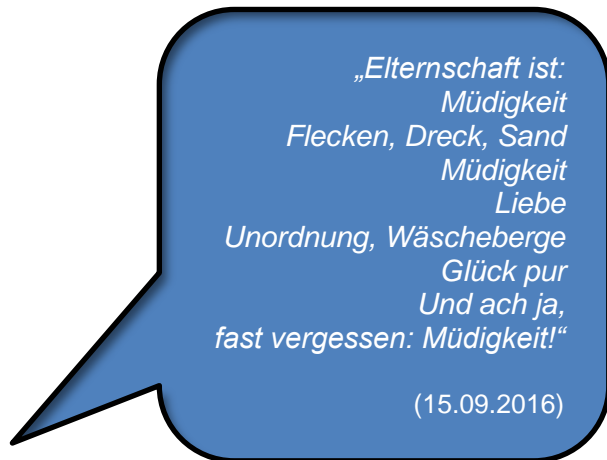 „Elternschaft ist:
Müdigkeit
Flecken, Dreck, Sand
Müdigkeit
Liebe
Unordnung, Wäscheberge
Glück pur
Und ach ja,
fast vergessen: Müdigkeit!“
(15.09.2016)